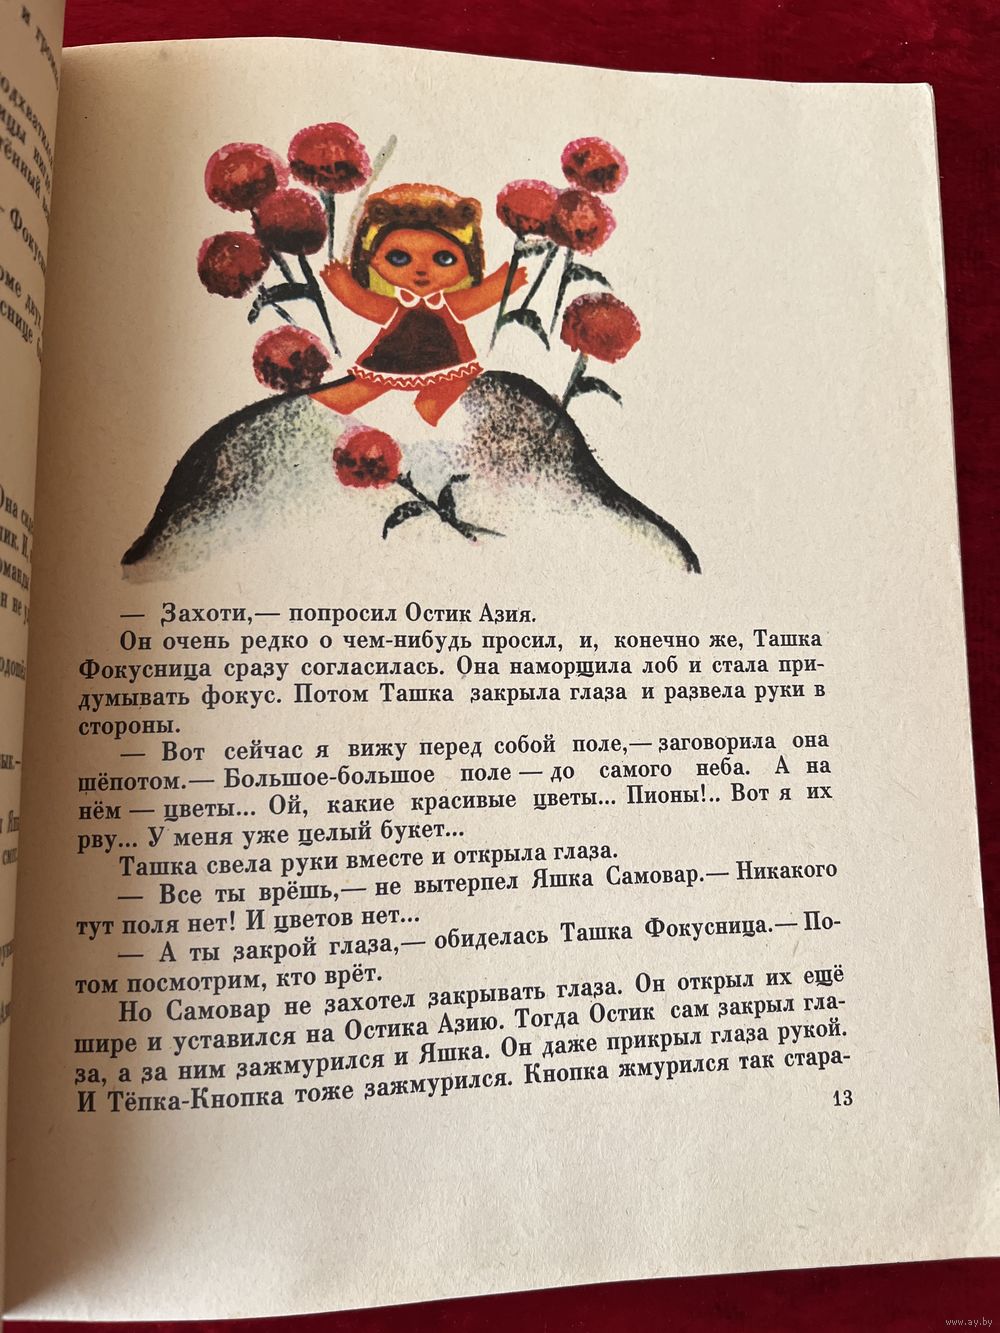 — Захоти,— попросил Остик Азия.
Он очень редко о чем-нибудь просил, и, конечно же, Ташка
Фокусница сразу согласилась. Она наморщила лоб и стала при-
думывать фокус. Потом Ташка закрыла глаза и развела руки в
стороны.
— Вот сейчас я вижу перед собой поле,— заговорила она
шёпотом.— Большое-большое поле — до самого неба. А на
нём — цветы... Ой, какие красивые цветы... Пионы!.. Вот я их
рву... У меня уже целый букет...
Ташка свела руки вместе и открыла глаза.
— Все ты врёшь,— не вытерпел Яшка Самовар.— Никакого
тут поля нет! И цветов нет...
— А ты закрой глаза,— обиделась Ташка Фокусница.— По-
том посмотрим, кто врёт.
Но Самовар не захотел закрывать глаза. Он открыл их ещё
шире и уставился на Остика Азию. Тогда Остик сам закрыл гла-
за, а за ним зажмурился и Яшка. Он даже прикрыл глаза рукой.
И Тёпка-Кнопка тоже зажмурился. Кнопка жмурился так стара-
13
www.ay.by